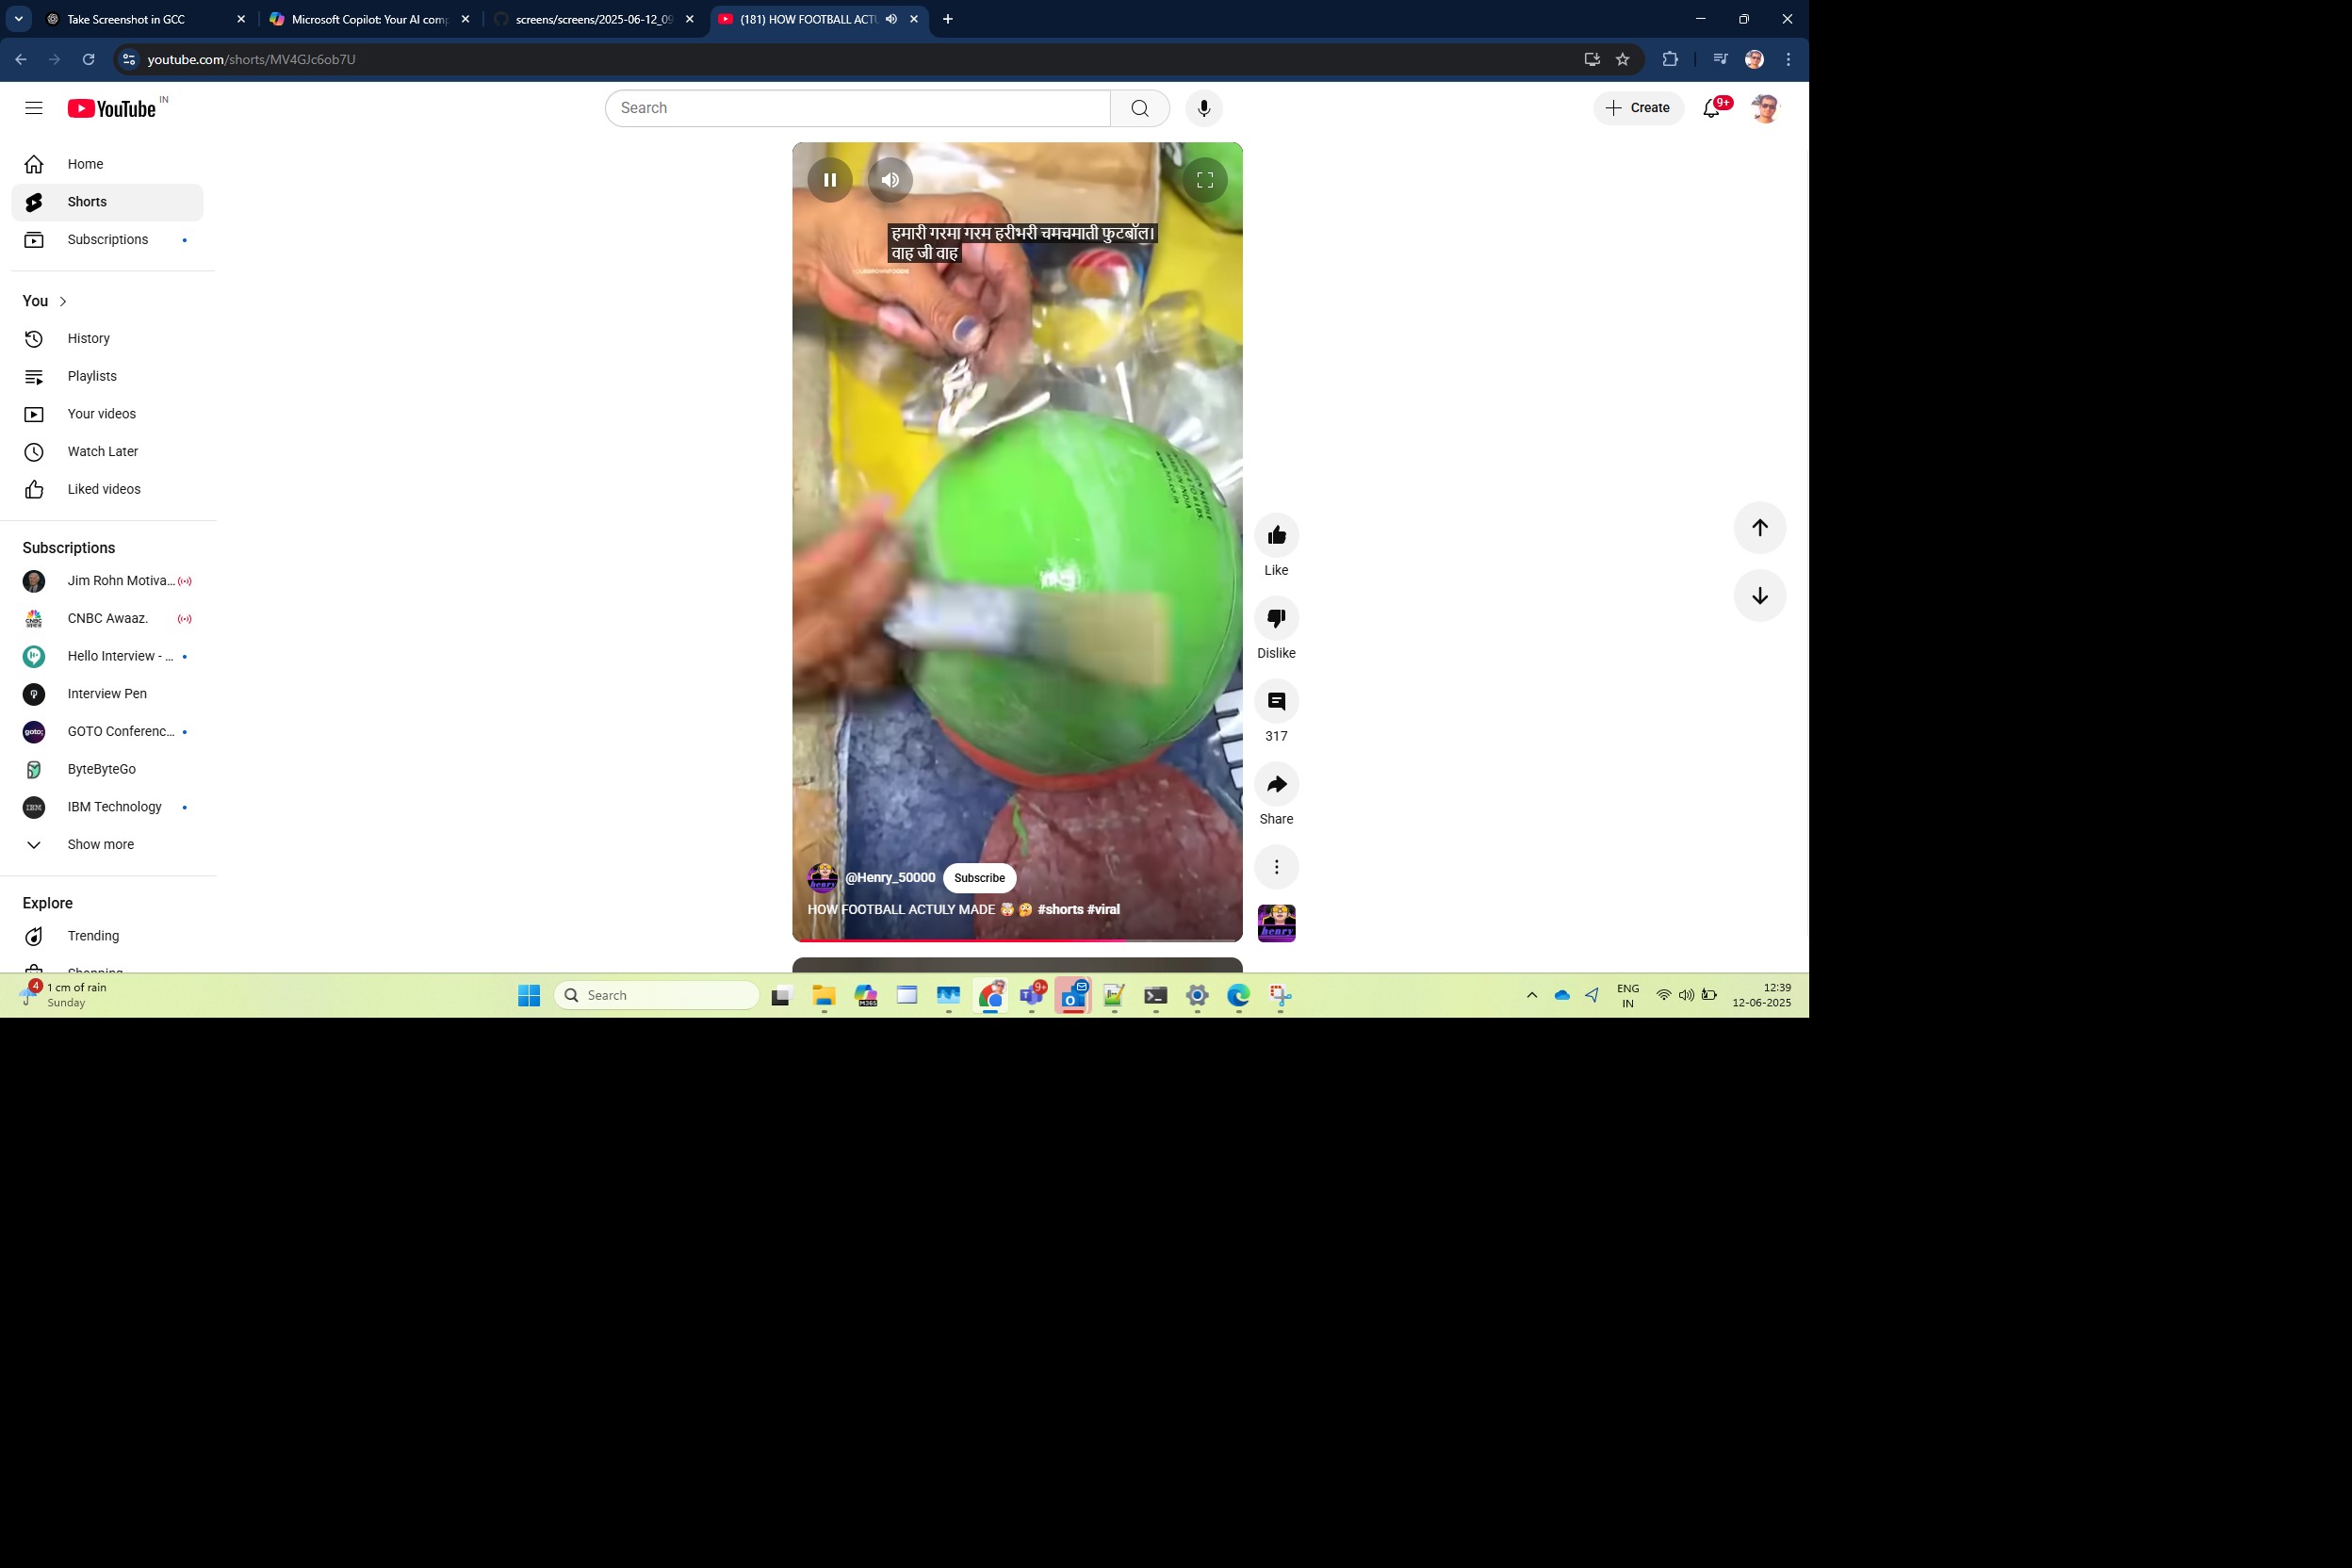 Take Screenshot in GCC
Microsoft Copilot: Your AI comp
screens/screens/2025-06-12_09
(181) HOW FOOTBALL ACTU
youtube.com/shorts/MV4GJc6ob7U
YouTube IN
Search
Create
9+
Home
Shorts
Subscriptions
You
History
Playlists
Your videos
Watch Later
Liked videos
Subscriptions
Jim Rohn Motiva...
CNBC Awaaz.
Hello Interview - ...
Interview Pen
GOTO Conferenc...
ByteByteGo
IBM Technology
Show more
Explore
Trending
Shopping
हमारी गरमा गरम हरीभरी चमचमाती फुटबॉल।
वाह जी वाह
Like
Dislike
317
Share
henry
@Henry_50000 Subscribe
HOW FOOTBALL ACTULY MADE 🤯 🤔 #shorts #viral
4
1 cm of rain
Sunday
Search
M365
9+
ENG
IN
12:39
12-06-2025